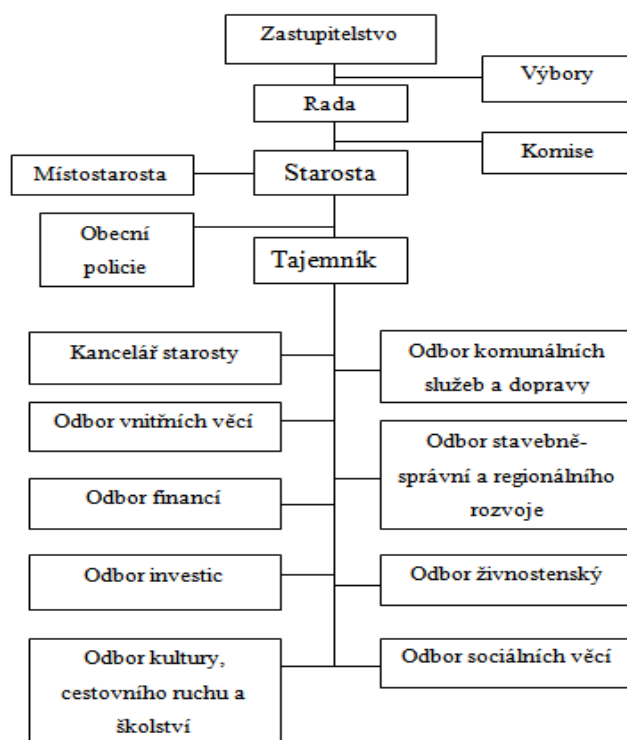 Zastupitelstvo
Výbory
Rada
Komise
Místostarosta
Starosta
Obecní
policie
Tajemník
Kancelář starosty
Odbor komunálních
služeb a dopravy
Odbor vnitřních věcí
Odbor stavebně-
správní a regionálního
rozvoje
Odbor financí
Odbor investic
Odbor živnostenský
Odbor kultury,
cestovního ruchu a
školství
Odbor sociálních věcí